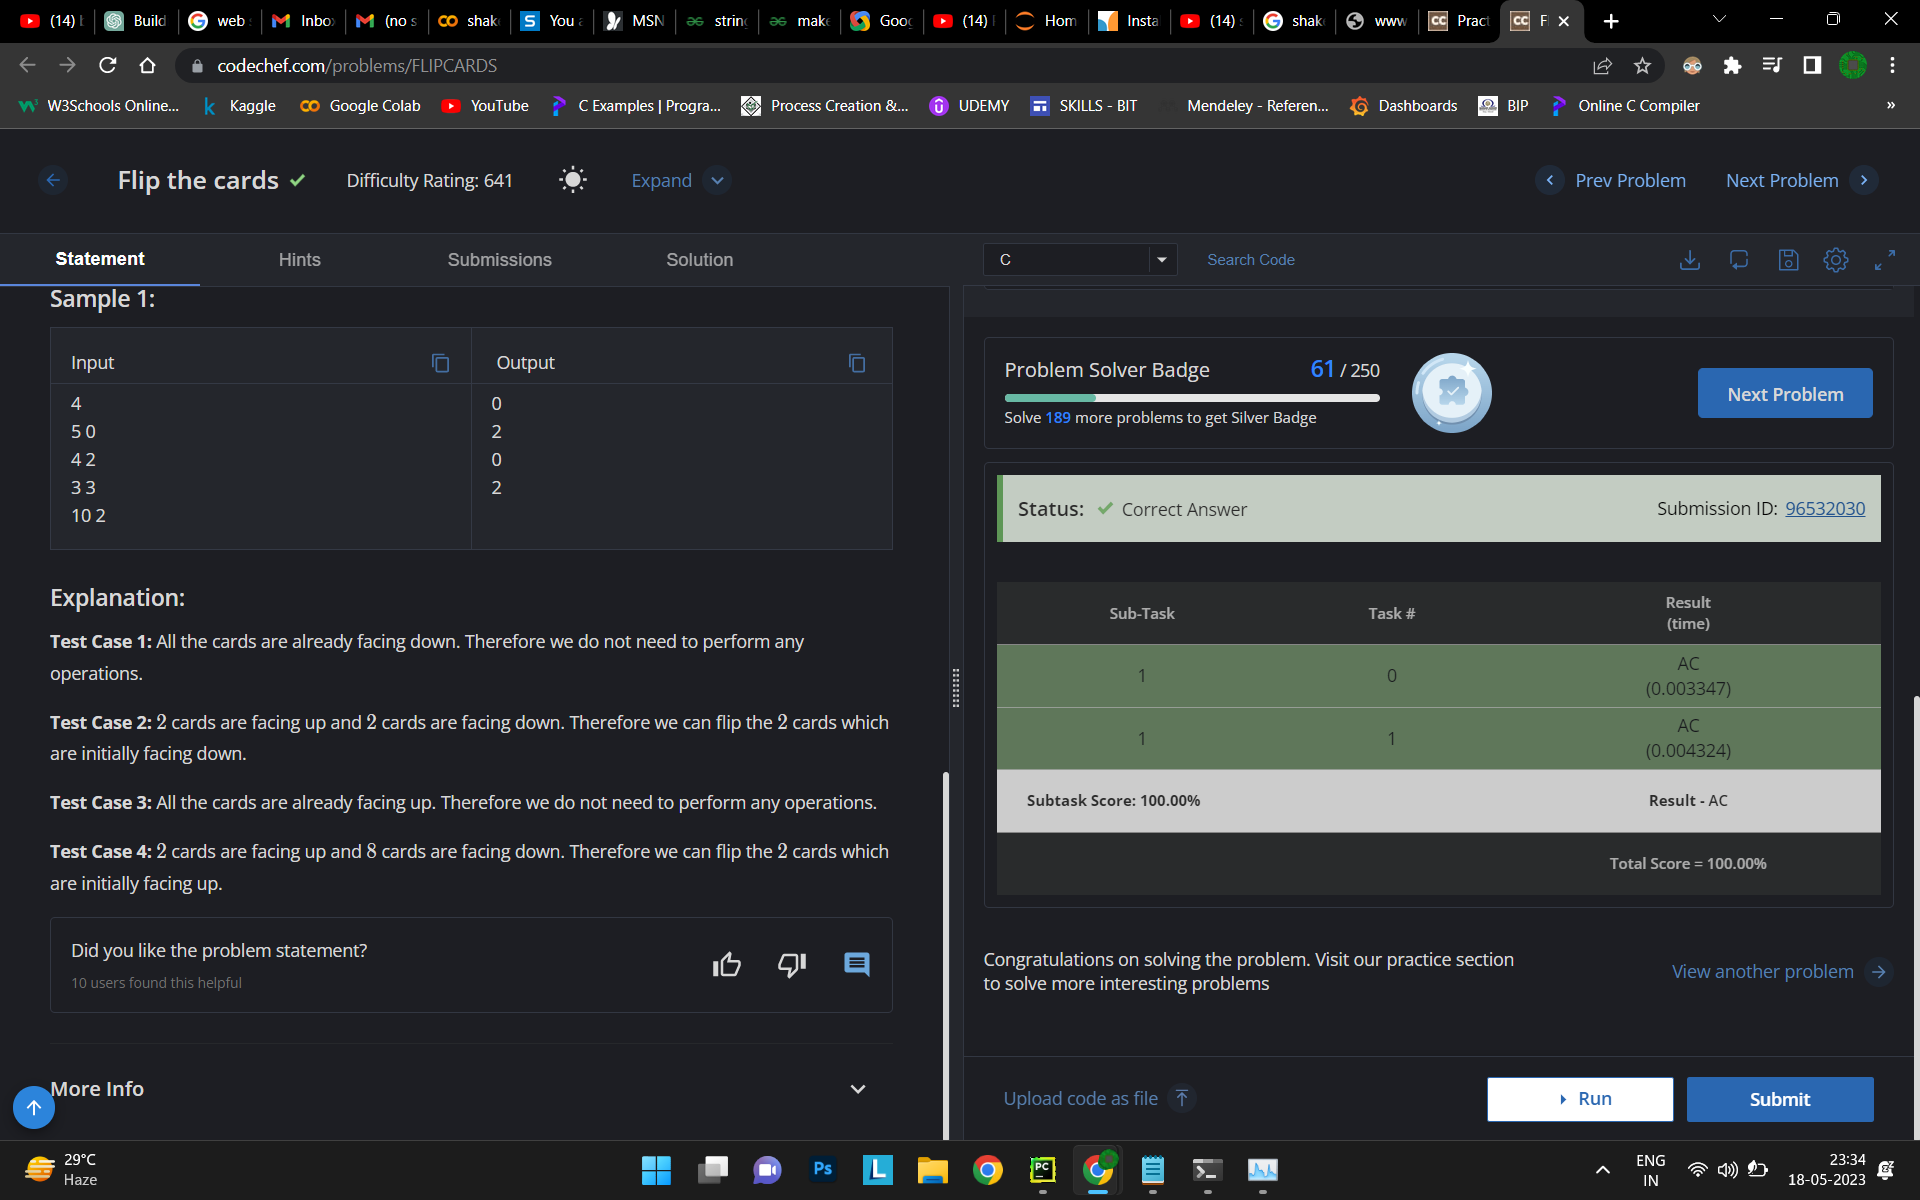 (14) 
Build
web
Inbo
(no s
shak
You a
MSN
string
make
Goog
(14)
Hom
Insta
(14)
shak
www
Pract
Fl
codechef.com/problems/FLIPCARDS
W3Schools Online...
Kaggle
Google Colab
YouTube
C Examples | Progra...
Process Creation &...
UDEMY
SKILLS - BIT
Mendeley - Referen...
Dashboards
BIP
Online C Compiler
»
Flip the cards
Difficulty Rating: 641
Expand
Prev Problem
Next Problem
Statement
Hints
Submissions
Solution
C
Search Code
Sample 1:
Input
Output
4
5 0
4 2
3 3
10 2
0
2
0
2
Explanation:
Test Case 1: All the cards are already facing down. Therefore we do not need to perform any
operations.
Test Case 2: 2 cards are facing up and 2 cards are facing down. Therefore we can flip the 2 cards which
are initially facing down.
Test Case 3: All the cards are already facing up. Therefore we do not need to perform any operations.
Test Case 4: 2 cards are facing up and 8 cards are facing down. Therefore we can flip the 2 cards which
are initially facing up.
Did you like the problem statement?
10 users found this helpful
More Info
Problem Solver Badge
61 / 250
Solve 189 more problems to get Silver Badge
Next Problem
Status: Correct Answer
Submission ID: 96532030
Sub-Task
Task #
Result
(time)
1
0
AC
(0.003347)
1
1
AC
(0.004324)
Subtask Score: 100.00%
Result - AC
Total Score = 100.00%
Congratulations on solving the problem. Visit our practice section
to solve more interesting problems
View another problem
Upload code as file
Run
Submit
29°C
Haze
Ps
L
PC
ENG
IN
23:34
18-05-2023